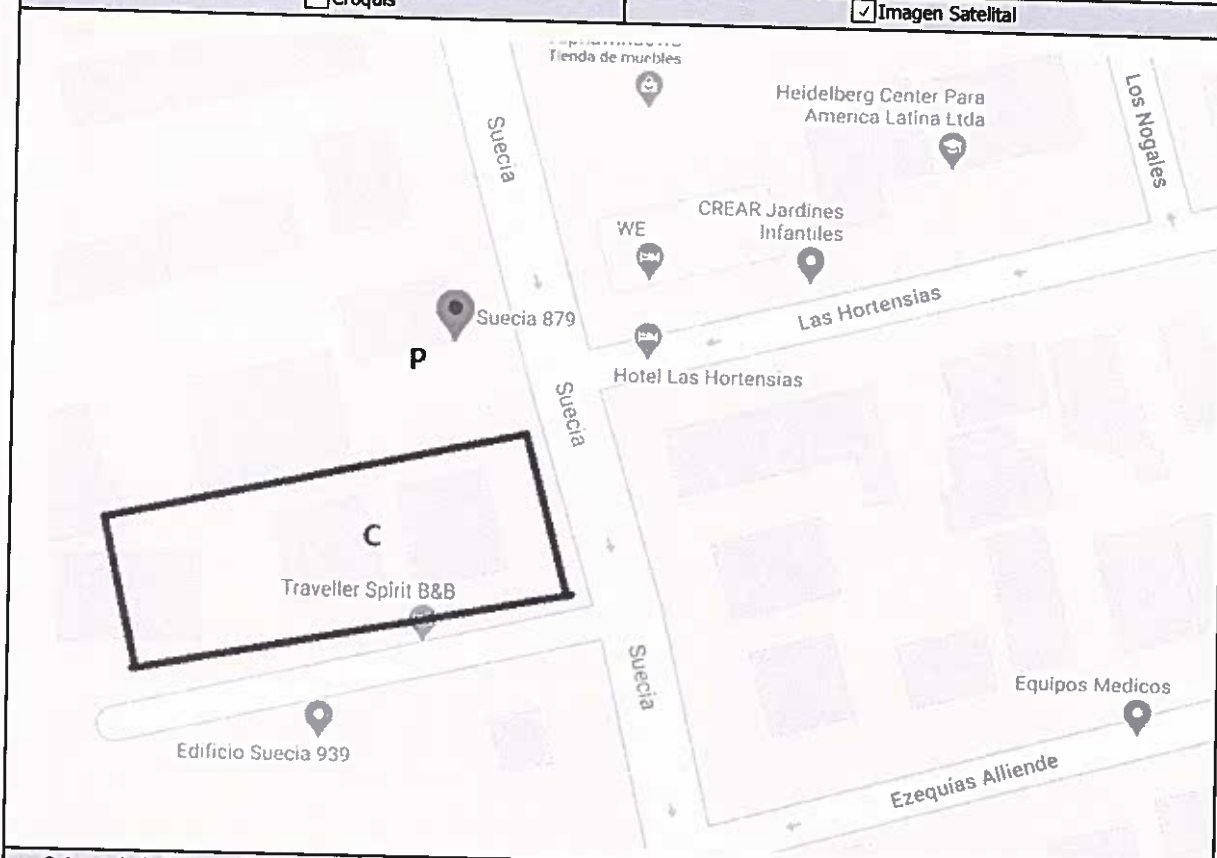 Croquis
Imagen Satelital
Tienda de muebles
Heidelberg Center Para
America Latina Ltda
Los Nogales
Suecia
CREAR Jardines
Infantiles
WE
Suecia 879
Las Hortensias
P
Hotel Las Hortensias
Suecia
C
Traveller Spirit B&B
Suecia
Equipos Medicos
Edificio Suecia 939
Ezequías Alliende